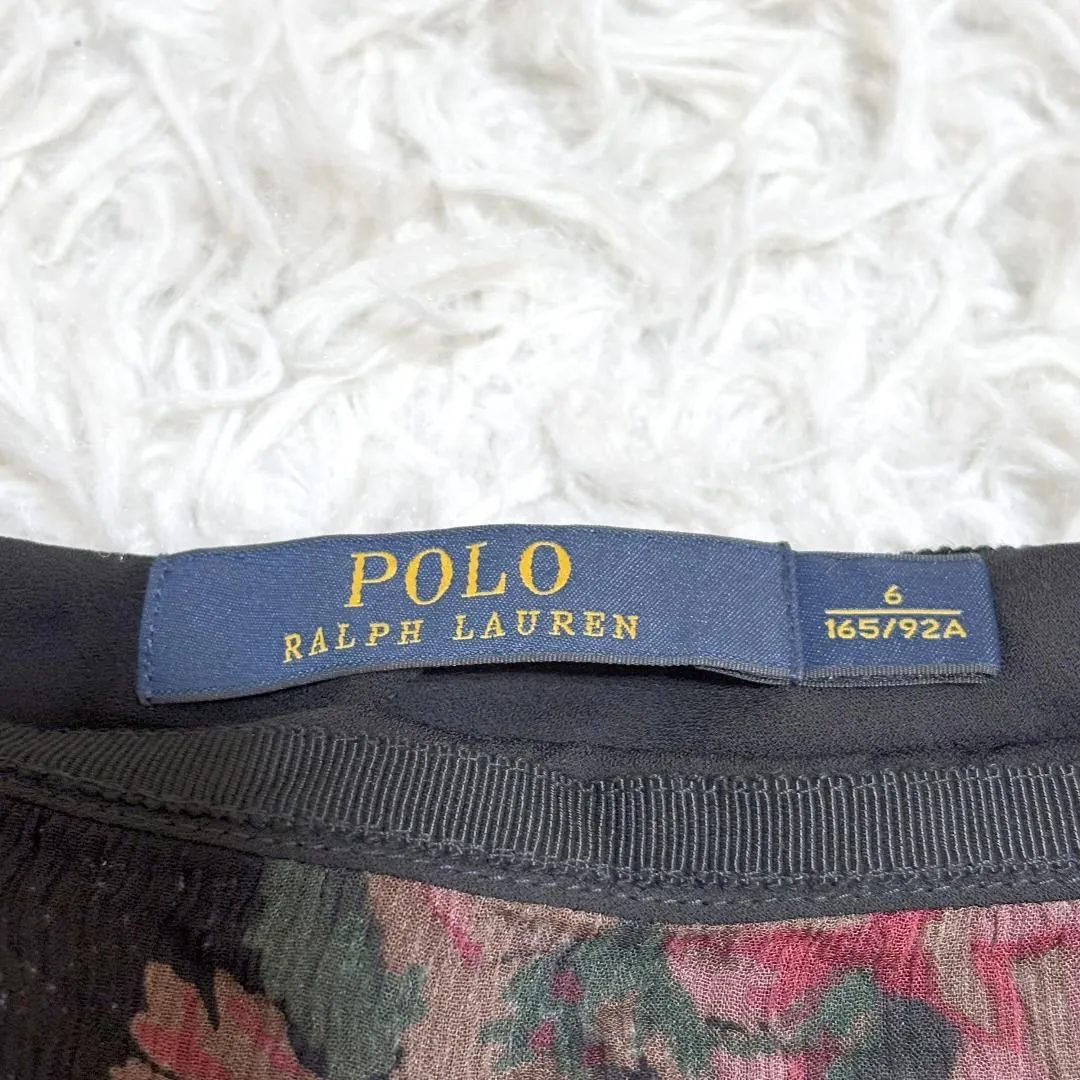 POLO
RALPH LAUREN
6
165/92A